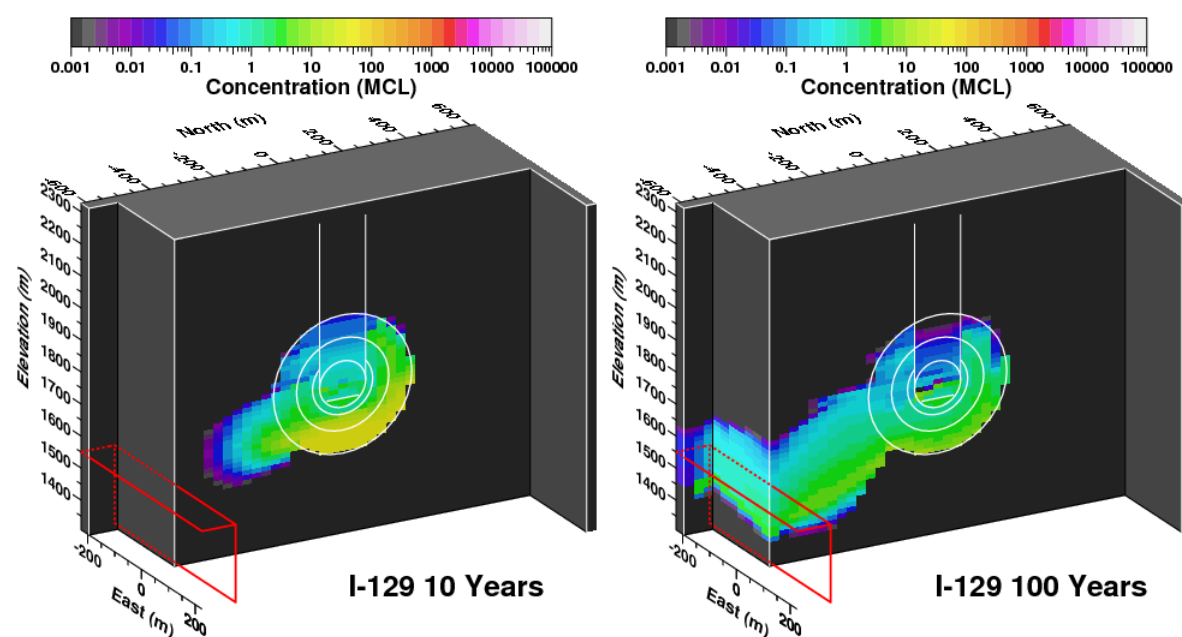 0.001 0.01 0.1 1 10 100 1000 10000 100000
Concentration (MCL)
North (m)
-600 -400 -200 0 200 400 600
Elevation (m)
2300
2200
2100
2000
1900
1800
1700
1600
1500
1400
-200 0 200
East (m)
I-129 10 Years
0.001 0.01 0.1 1 10 100 1000 10000 100000
Concentration (MCL)
North (m)
-600 -400 -200 0 200 400 600
Elevation (m)
2300
2200
2100
2000
1900
1800
1700
1600
1500
1400
-200 0 200
East (m)
I-129 100 Years